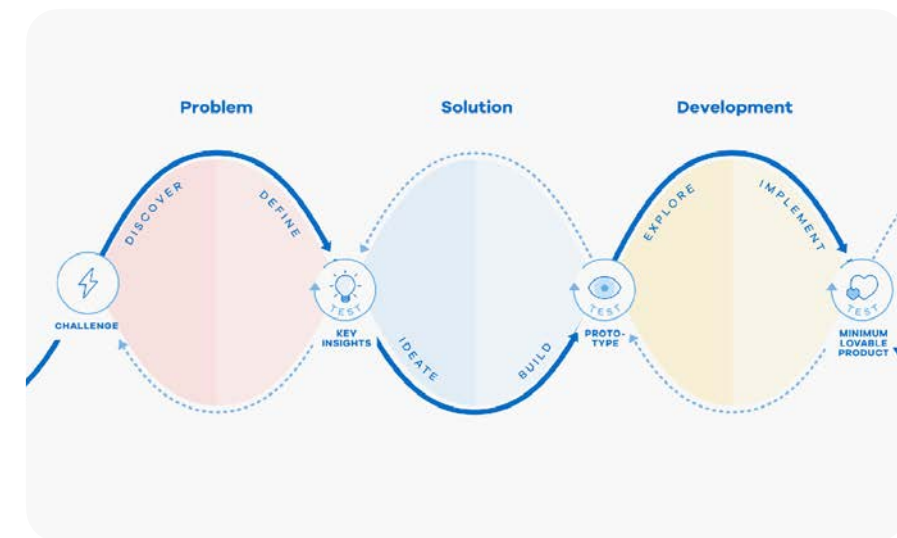 Problem
Solution
Development
DISCOVER
DEFINE
EXPLORE
IMPLEMENT
TEST
TEST
TEST
CHALLENGE
KEY
INSIGHTS
PROTO-
TYPE
MINIMUM
LOVABLE
PRODUCT
IDEATE
BUILD